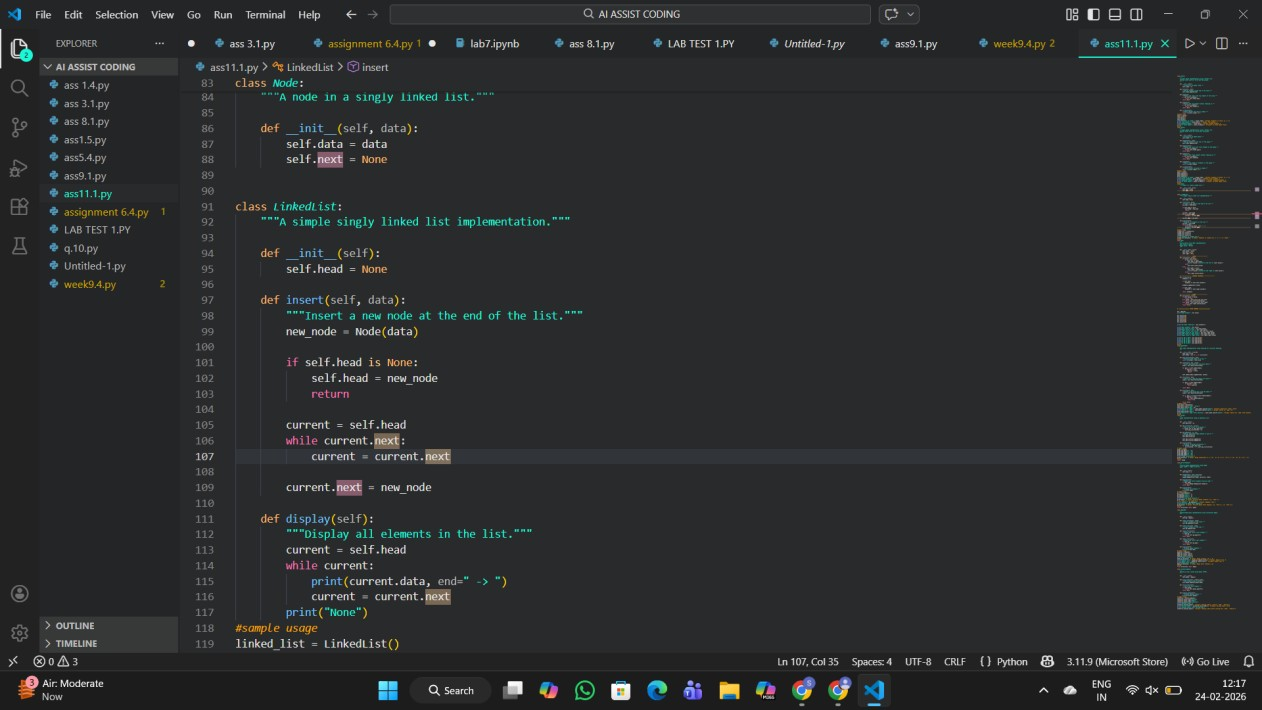 File Edit Selection View Go Run Terminal Help
AI ASSIST CODING
EXPLORER
ass 3.1.py
assignment 6.4.py 1
lab7.ipynb
ass 8.1.py
LAB TEST 1.PY
Untitled-1.py
ass9.1.py
week9.4.py 2
ass11.1.py
2
AI ASSIST CODING
ass 1.4.py
ass 3.1.py
ass 8.1.py
ass1.5.py
ass5.4.py
ass9.1.py
ass11.1.py
assignment 6.4.py 1
LAB TEST 1.PY
q.10.py
Untitled-1.py
week9.4.py 2
OUTLINE
TIMELINE
ass11.1.py > LinkedList > insert
83 class Node:
84     """A node in a singly linked list."""
85
86     def __init__(self, data):
87         self.data = data
88         self.next = None
89
90
91 class LinkedList:
92     """A simple singly linked list implementation."""
93
94     def __init__(self):
95         self.head = None
96
97     def insert(self, data):
98         """Insert a new node at the end of the list."""
99         new_node = Node(data)
100
101         if self.head is None:
102             self.head = new_node
103             return
104
105         current = self.head
106         while current.next:
107             current = current.next
108
109         current.next = new_node
110
111     def display(self):
112         """Display all elements in the list."""
113         current = self.head
114         while current:
115             print(current.data, end=" -> ")
116             current = current.next
117         print("None")
118 #sample usage
119 linked_list = LinkedList()
0 3
Ln 107, Col 35 Spaces: 4 UTF-8 CRLF { } Python 3.11.9 (Microsoft Store) Go Live
3
Air: Moderate
Now
Search
ENG
IN
12:17
24-02-2026